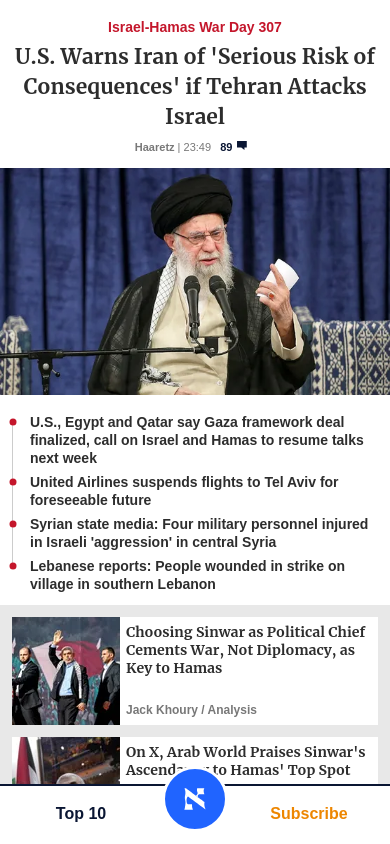 Israel-Hamas War Day 307
U.S. Warns Iran of 'Serious Risk of
Consequences' if Tehran Attacks
Israel
Haaretz | 23:49 89
U.S., Egypt and Qatar say Gaza framework deal
finalized, call on Israel and Hamas to resume talks
next week
United Airlines suspends flights to Tel Aviv for
foreseeable future
Syrian state media: Four military personnel injured
in Israeli 'aggression' in central Syria
Lebanese reports: People wounded in strike on
village in southern Lebanon
Choosing Sinwar as Political Chief
Cements War, Not Diplomacy, as
Key to Hamas
Jack Khoury / Analysis
On X, Arab World Praises Sinwar's
Ascendancy to Hamas' Top Spot
Top 10
א
Subscribe